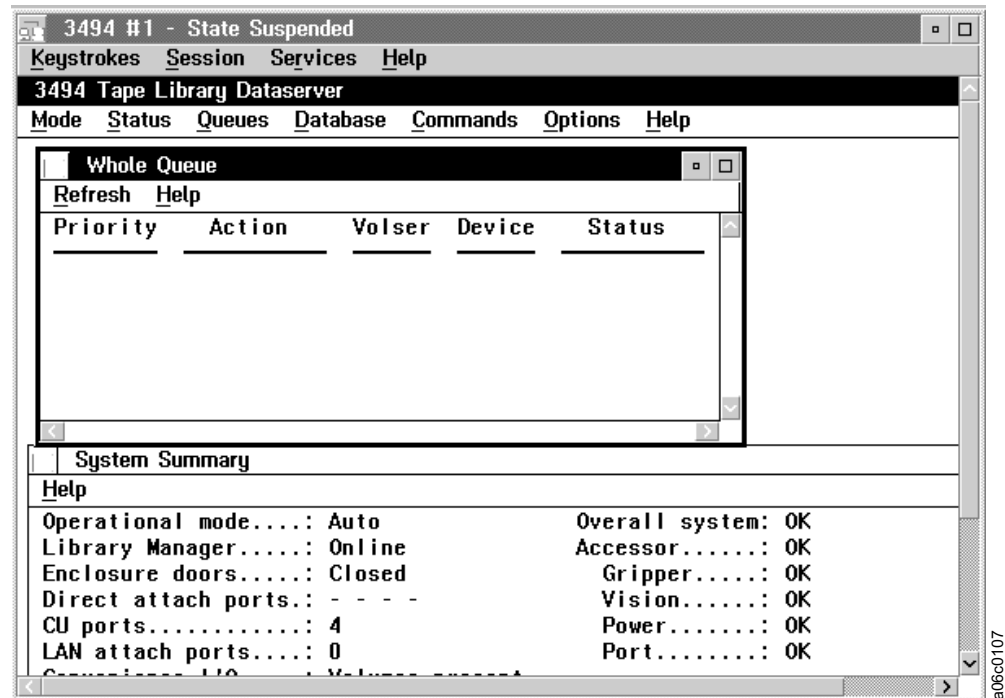 3494 #1 - State Suspended
Keystrokes Session Services Help
3494 Tape Library Dataserver
Mode Status Queues Database Commands Options Help
Whole Queue
Refresh Help
Priority Action Volser Device Status
System Summary
Help
Operational mode....: Auto Overall system: OK
Library Manager.....: Online Accessor......: OK
Enclosure doors.....: Closed Gripper.....: OK
Direct attach ports.: - - - - Vision......: OK
CU ports............: 4 Power.......: OK
LAN attach ports....: 0 Port........: OK
a06c0107